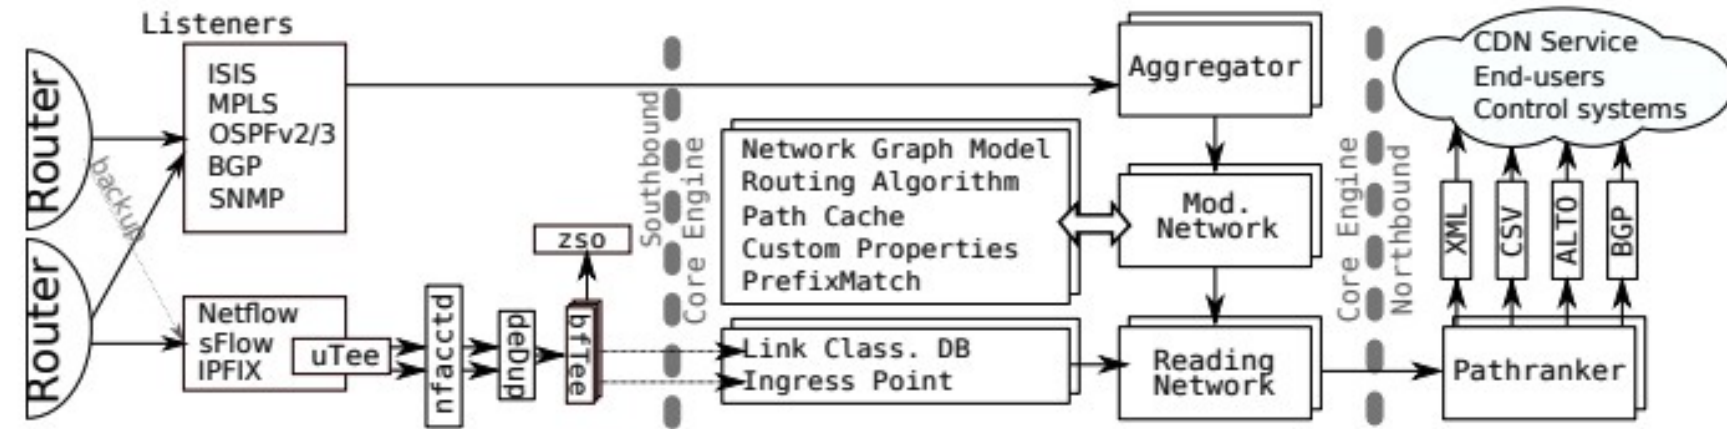 Listeners
Router
Router
backup
ISIS
MPLS
OSPFv2/3
BGP
SNMP
Netflow
sFlow
IPFIX
uTee
nfacctd
deDup
bfTee
zso
Southbound
Core Engine
Network Graph Model
Routing Algorithm
Path Cache
Custom Properties
PrefixMatch
Link Class. DB
Ingress Point
Aggregator
Mod.
Network
Reading
Network
Core Engine
Northbound
CDN Service
End-users
Control systems
XML
CSV
ALTO
BGP
Pathranker